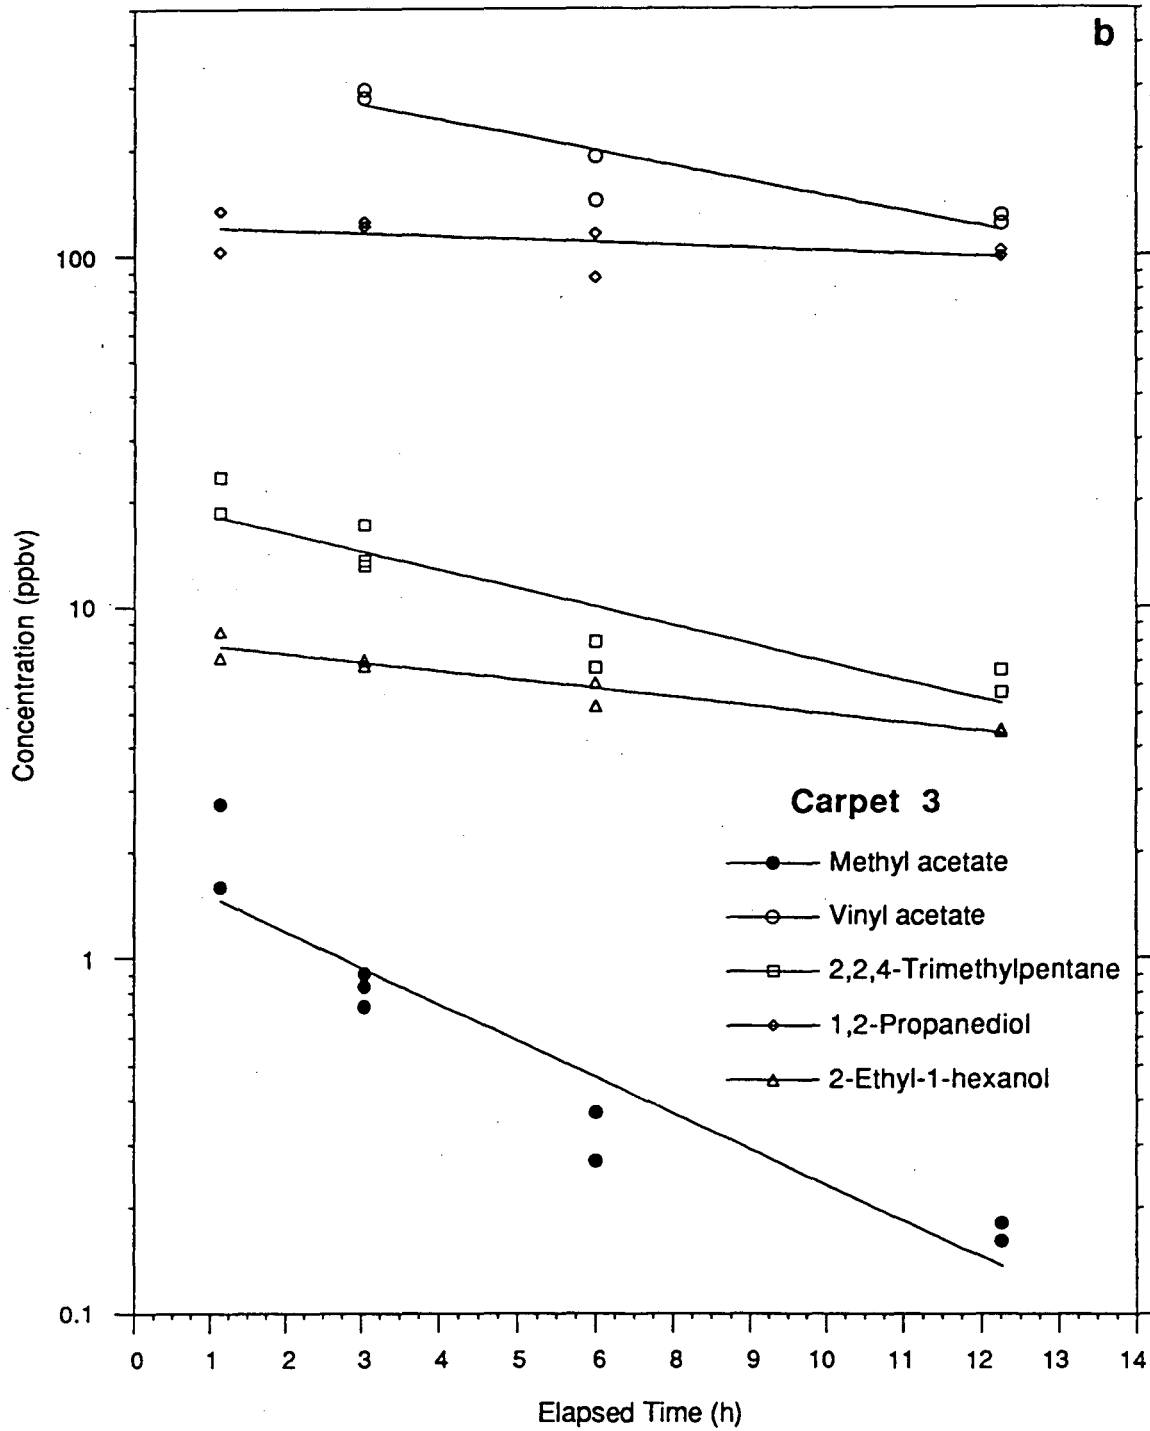 b
100
10
1
0.1
Concentration (ppbv)
Carpet 3
Methyl acetate
Vinyl acetate
2,2,4-Trimethylpentane
1,2-Propanediol
2-Ethyl-1-hexanol
0 1 2 3 4 5 6 8 9 10 11 12 13 14
Elapsed Time (h)